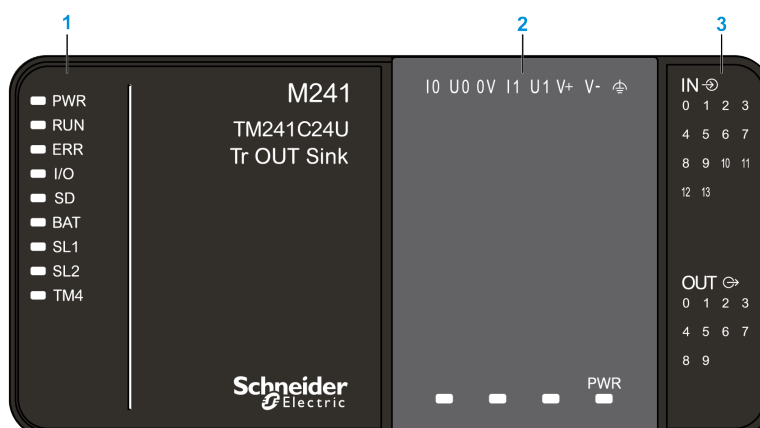 1
2
3
PWR
RUN
ERR
I/O
SD
BAT
SL1
SL2
TM4
M241
TM241C24U
Tr OUT Sink
Schneider
Electric
I0 U0 0V I1 U1 V+ V-
PWR
IN
0 1 2 3
4 5 6 7
8 9 10 11
12 13
OUT
0 1 2 3
4 5 6 7
8 9